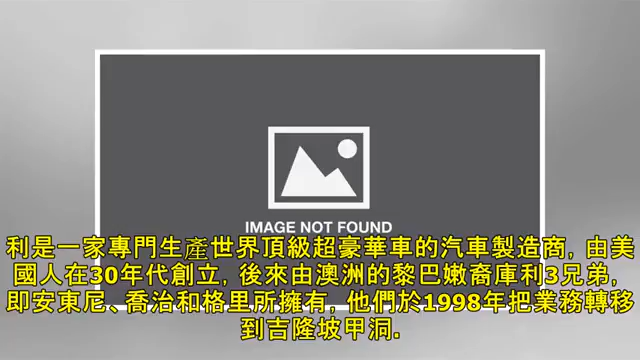 IMAGE NOT FOUND
利是一家專門生產世界頂級超豪華車的汽車製造商, 由美
國人在30年代創立, 後來由澳洲的黎巴嫩裔庫利3兄弟,
即安東尼、喬治和格里所擁有, 他們於1998年把業務轉移
到吉隆坡甲洞.